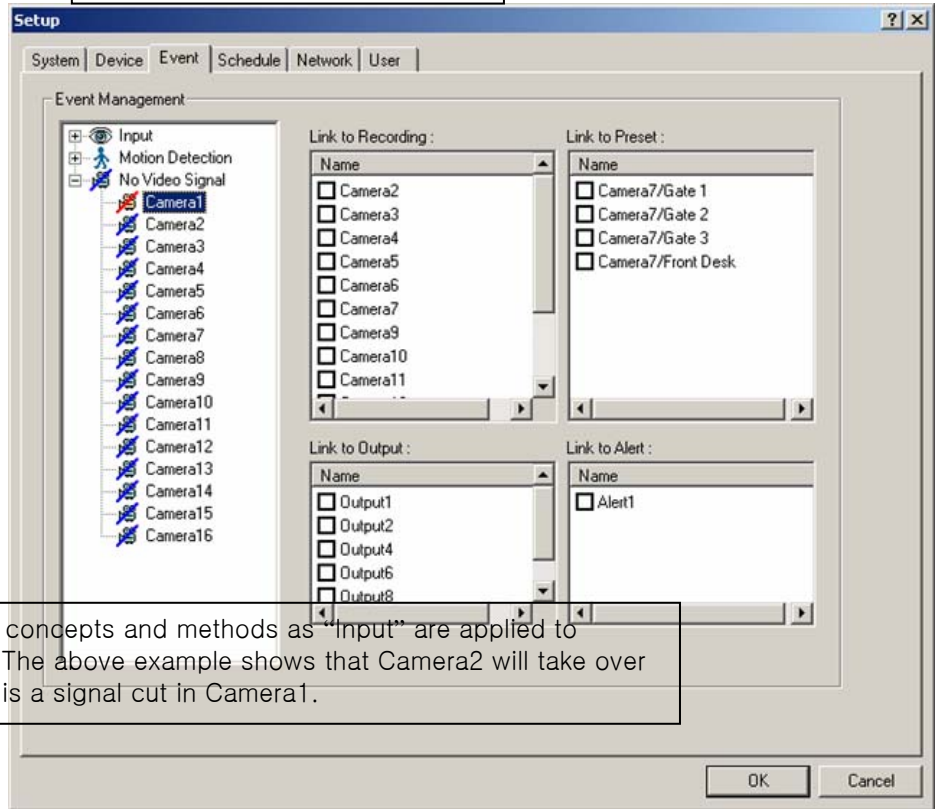 Setup
System Device Event Schedule Network User
Event Management
Input
Motion Detection
No Video Signal
Camera1
Camera2
Camera3
Camera4
Camera5
Camera6
Camera7
Camera8
Camera9
Camera10
Camera11
Camera12
Camera13
Camera14
Camera15
Camera16
Link to Recording :
Name
Camera2
Camera3
Camera4
Camera5
Camera6
Camera7
Camera9
Camera10
Camera11
Link to Preset :
Name
Camera7/Gate 1
Camera7/Gate 2
Camera7/Gate 3
Camera7/Front Desk
Link to Output :
Name
Output1
Output2
Output4
Output6
Output8
Link to Alert :
Name
Alert1
concepts and methods as “Input” are applied to
The above example shows that Camera2 will take over
is a signal cut in Camera1.
OK Cancel